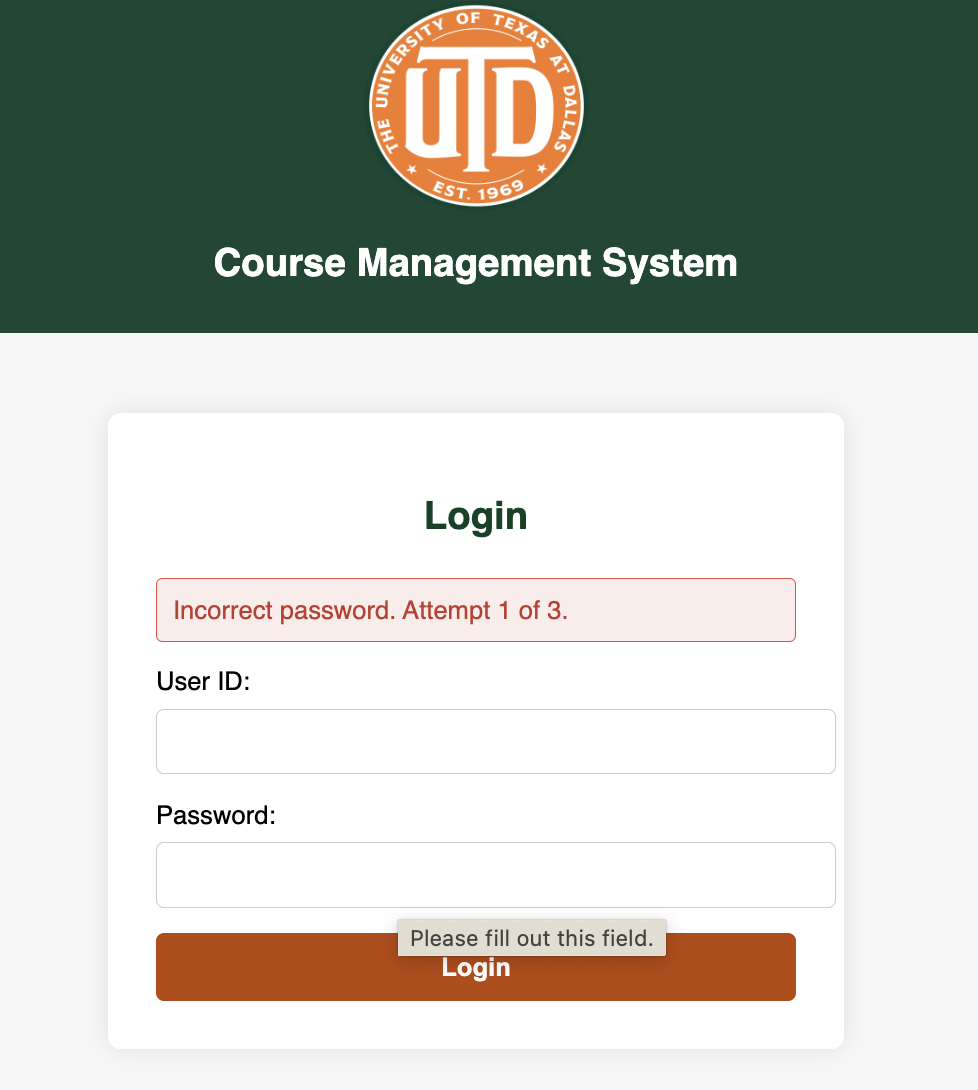 THE UNIVERSITY OF TEXAS AT DALLAS
UTD
EST. 1969
Course Management System
Login
Incorrect password. Attempt 1 of 3.
User ID:
Password:
Please fill out this field.
Login